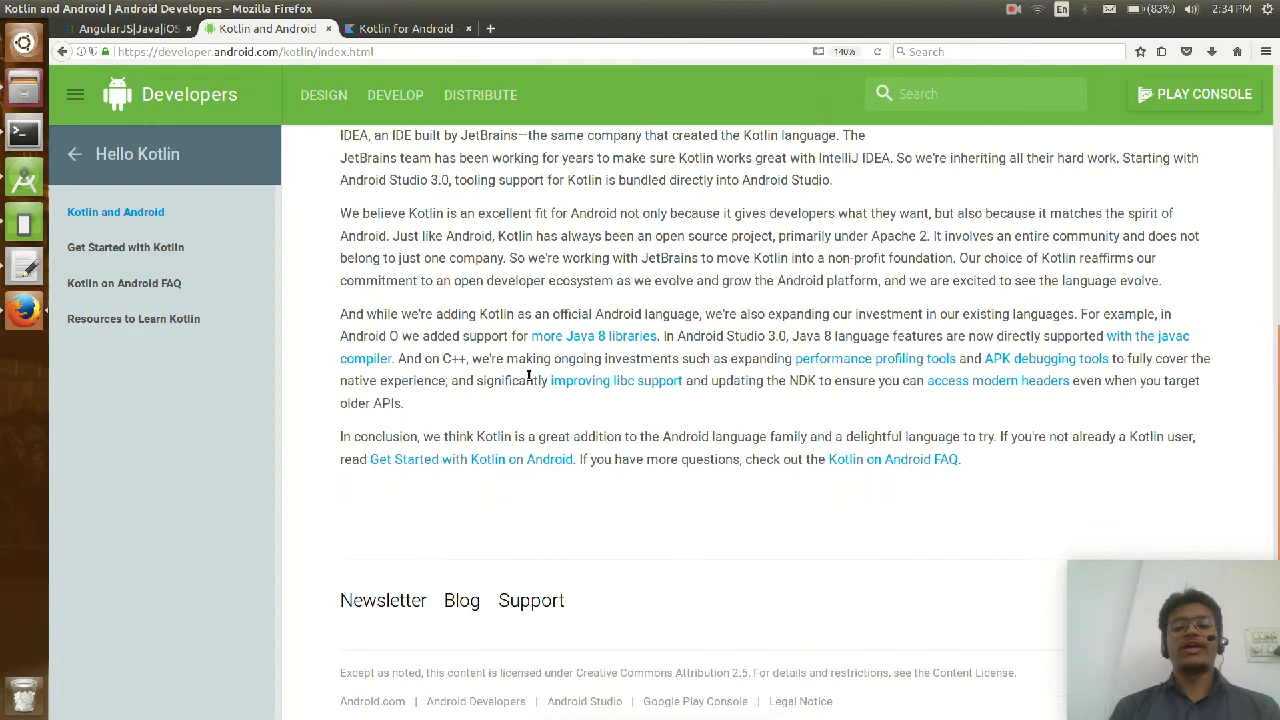 Kotlin and Android | Android Developers - Mozilla Firefox
En
(83%)
2:34 PM
AngularJS|Java|iOS
Kotlin and Android
Kotlin for Android
https://developer.android.com/kotlin/index.html
140%
Search
Developers
DESIGN
DEVELOP
DISTRIBUTE
Search
PLAY CONSOLE
Hello Kotlin
Kotlin and Android
Get Started with Kotlin
Kotlin on Android FAQ
Resources to Learn Kotlin
IDEA, an IDE built by JetBrains—the same company that created the Kotlin language. The
JetBrains team has been working for years to make sure Kotlin works great with IntelliJ IDEA. So we're inheriting all their hard work. Starting with
Android Studio 3.0, tooling support for Kotlin is bundled directly into Android Studio.
We believe Kotlin is an excellent fit for Android not only because it gives developers what they want, but also because it matches the spirit of
Android. Just like Android, Kotlin has always been an open source project, primarily under Apache 2. It involves an entire community and does not
belong to just one company. So we're working with JetBrains to move Kotlin into a non-profit foundation. Our choice of Kotlin reaffirms our
commitment to an open developer ecosystem as we evolve and grow the Android platform, and we are excited to see the language evolve.
And while we're adding Kotlin as an official Android language, we're also expanding our investment in our existing languages. For example, in
Android O we added support for more Java 8 libraries. In Android Studio 3.0, Java 8 language features are now directly supported with the javac
compiler. And on C++, we're making ongoing investments such as expanding performance profiling tools and APK debugging tools to fully cover the
native experience; and significantly improving libc support and updating the NDK to ensure you can access modern headers even when you target
older APIs.
In conclusion, we think Kotlin is a great addition to the Android language family and a delightful language to try. If you're not already a Kotlin user,
read Get Started with Kotlin on Android. If you have more questions, check out the Kotlin on Android FAQ.
Newsletter Blog Support
Except as noted, this content is licensed under Creative Commons Attribution 2.5. For details and restrictions, see the Content License.
Android.com | Android Developers | Android Studio | Google Play Console | Legal Notice